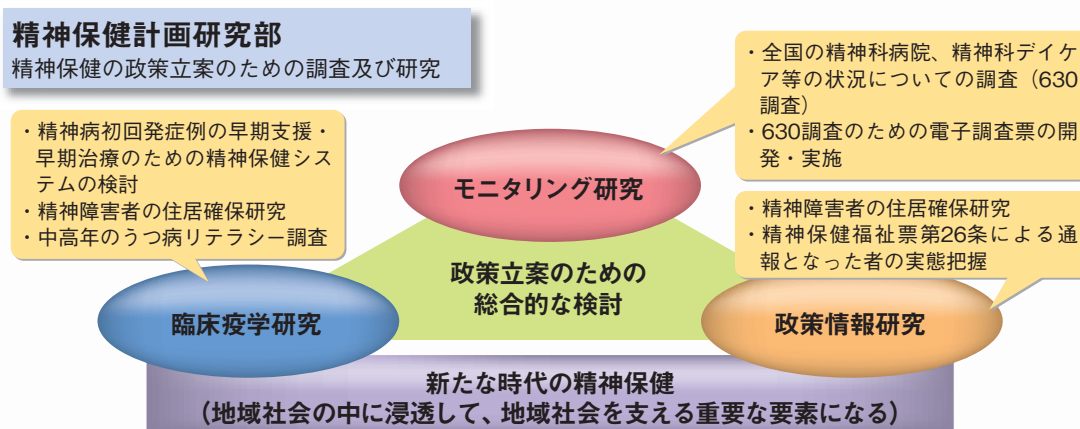 精神保健計画研究部
精神保健の政策立案のための調査及び研究
・全国の精神科病院、精神科デイケ
ア等の状況についての調査（630
調査）
・630調査のための電子調査票の開
発・実施
・精神病初回発症例の早期支援・
早期治療のための精神保健シス
テムの検討
・精神障害者の住居確保研究
・中高年のうつ病リテラシー調査
モニタリング研究
・精神障害者の住居確保研究
・精神保健福祉票第26条による通
報となった者の実態把握
政策立案のための
総合的な検討
臨床疫学研究
政策情報研究
新たな時代の精神保健
（地域社会の中に浸透して、地域社会を支える重要な要素になる）